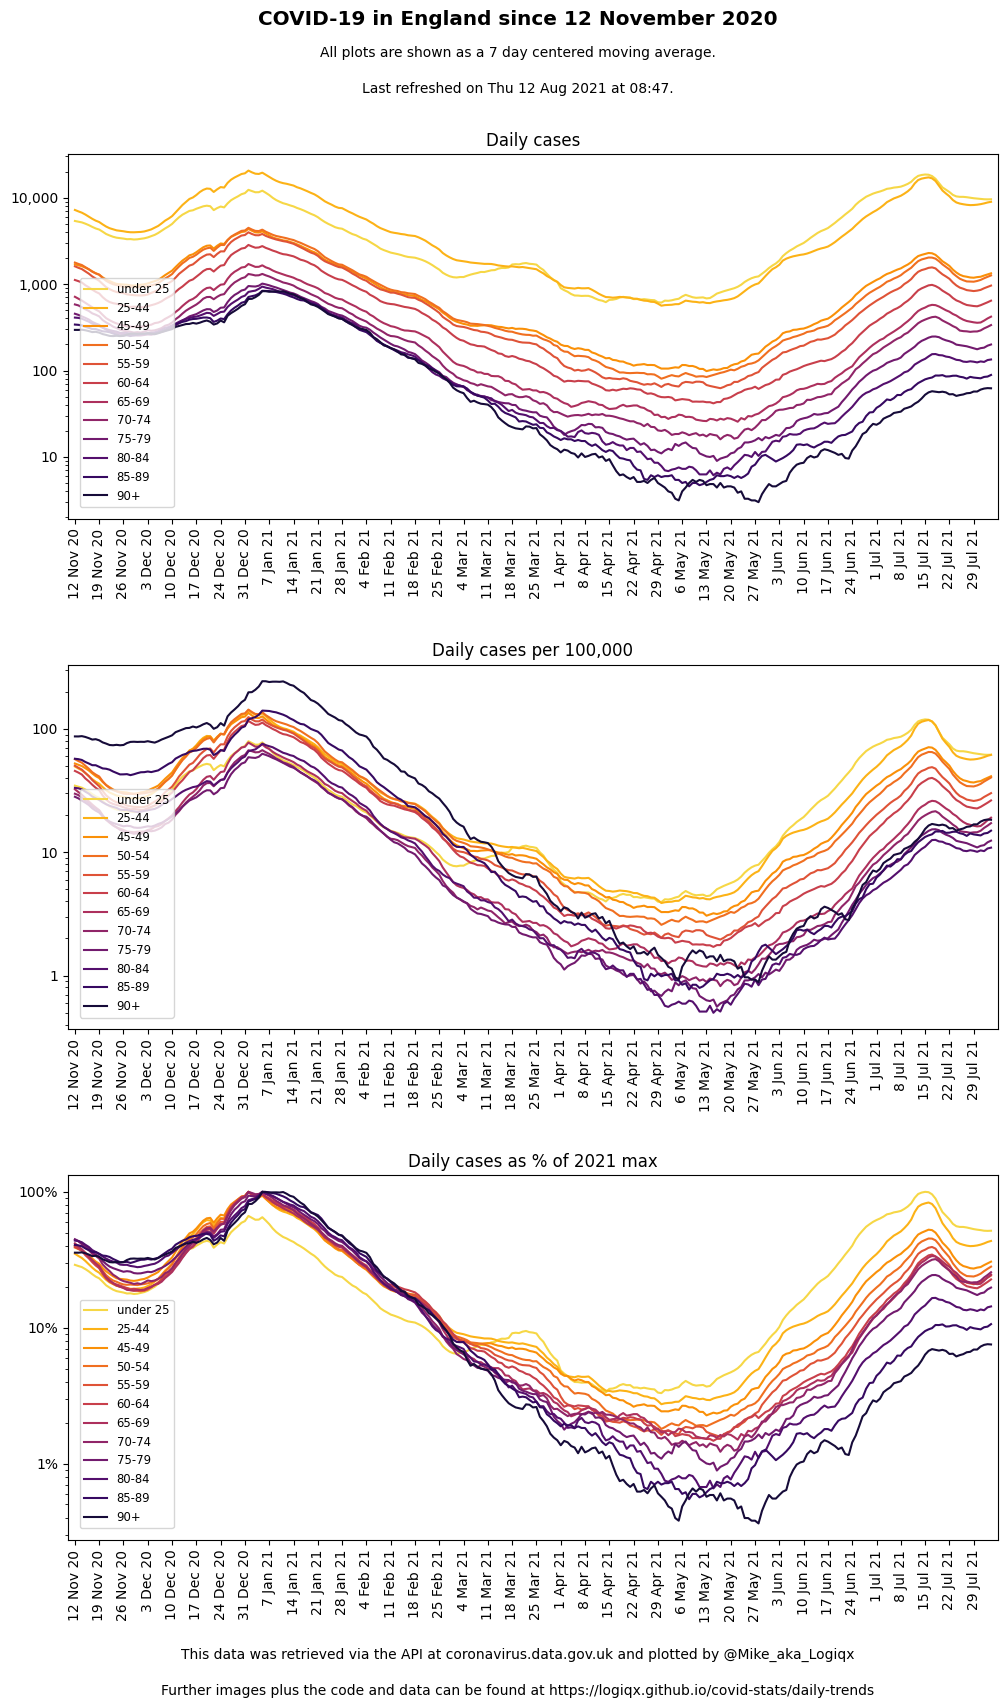 COVID-19 in England since 12 November 2020
All plots are shown as a 7 day centered moving average.
Last refreshed on Thu 12 Aug 2021 at 08:47.
Daily cases
10,000
1,000
100
10
under 25
25-44
45-49
50-54
55-59
60-64
65-69
70-74
75-79
80-84
85-89
90+
12 Nov 20
19 Nov 20
26 Nov 20
3 Dec 20
10 Dec 20
17 Dec 20
24 Dec 20
31 Dec 20
7 Jan 21
14 Jan 21
21 Jan 21
28 Jan 21
4 Feb 21
11 Feb 21
18 Feb 21
25 Feb 21
4 Mar 21
11 Mar 21
18 Mar 21
25 Mar 21
1 Apr 21
8 Apr 21
15 Apr 21
22 Apr 21
29 Apr 21
6 May 21
13 May 21
20 May 21
27 May 21
3 Jun 21
10 Jun 21
17 Jun 21
24 Jun 21
1 Jul 21
8 Jul 21
15 Jul 21
22 Jul 21
29 Jul 21
Daily cases per 100,000
100
10
1
under 25
25-44
45-49
50-54
55-59
60-64
65-69
70-74
75-79
80-84
85-89
90+
12 Nov 20
19 Nov 20
26 Nov 20
3 Dec 20
10 Dec 20
17 Dec 20
24 Dec 20
31 Dec 20
7 Jan 21
14 Jan 21
21 Jan 21
28 Jan 21
4 Feb 21
11 Feb 21
18 Feb 21
25 Feb 21
4 Mar 21
11 Mar 21
18 Mar 21
25 Mar 21
1 Apr 21
8 Apr 21
15 Apr 21
22 Apr 21
29 Apr 21
6 May 21
13 May 21
20 May 21
27 May 21
3 Jun 21
10 Jun 21
17 Jun 21
24 Jun 21
1 Jul 21
8 Jul 21
15 Jul 21
22 Jul 21
29 Jul 21
Daily cases as % of 2021 max
100%
10%
1%
under 25
25-44
45-49
50-54
55-59
60-64
65-69
70-74
75-79
80-84
85-89
90+
12 Nov 20
19 Nov 20
26 Nov 20
3 Dec 20
10 Dec 20
17 Dec 20
24 Dec 20
31 Dec 20
7 Jan 21
14 Jan 21
21 Jan 21
28 Jan 21
4 Feb 21
11 Feb 21
18 Feb 21
25 Feb 21
4 Mar 21
11 Mar 21
18 Mar 21
25 Mar 21
1 Apr 21
8 Apr 21
15 Apr 21
22 Apr 21
29 Apr 21
6 May 21
13 May 21
20 May 21
27 May 21
3 Jun 21
10 Jun 21
17 Jun 21
24 Jun 21
1 Jul 21
8 Jul 21
15 Jul 21
22 Jul 21
29 Jul 21
This data was retrieved via the API at coronavirus.data.gov.uk and plotted by @Mike_aka_Logiqx
Further images plus the code and data can be found at https://logiqx.github.io/covid-stats/daily-trends